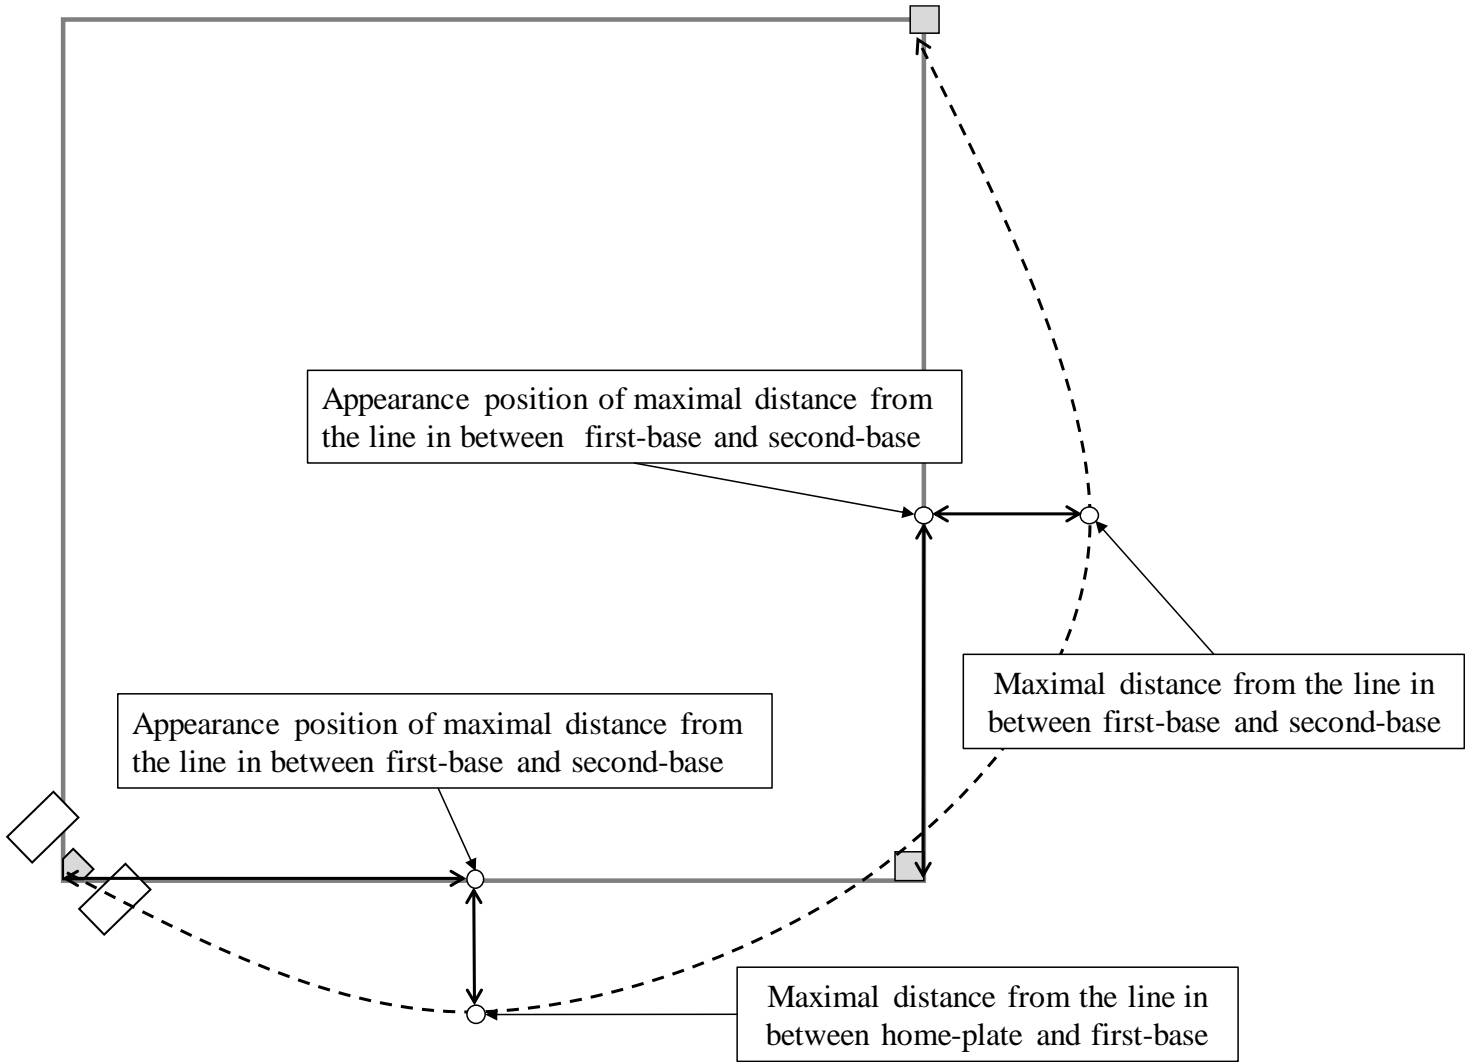 Appearance position of maximal distance from
the line in between first-base and second-base
Appearance position of maximal distance from
the line in between first-base and second-base
Maximal distance from the line in
between first-base and second-base
Maximal distance from the line in
between home-plate and first-base